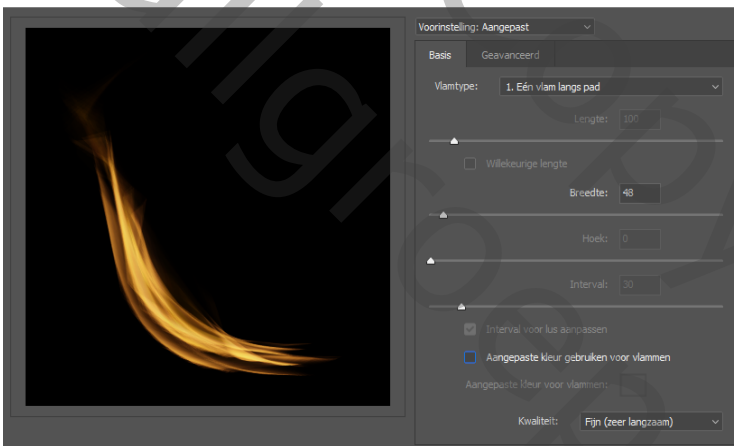 Voorinstelling: Aangepast
Basis Geavanceerd
Vlamtype: 1. Eén vlam langs pad
Lengte: 100
Willekeurige lengte
Breedte: 48
Hoek: 0
Interval: 30
Interval voor lus aanpassen
Aangepaste kleur gebruiken voor vlammen
Aangepaste kleur voor vlammen:
Kwaliteit: Fijn (zeer langzaam)